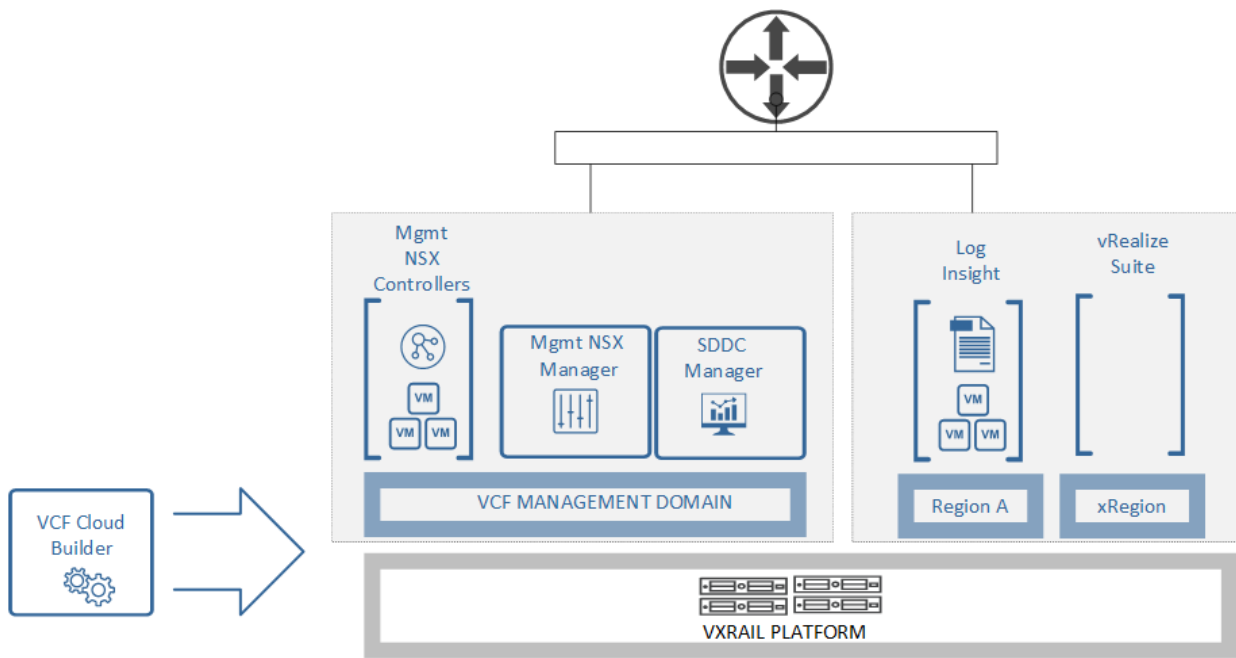 Mgmt
NSX
Controllers
VM
VM VM
Mgmt NSX
Manager
SDDC
Manager
VCF MANAGEMENT DOMAIN
Log
Insight
VM
VM VM
Region A
vRealize
Suite
xRegion
VCF Cloud
Builder
VXRAIL PLATFORM